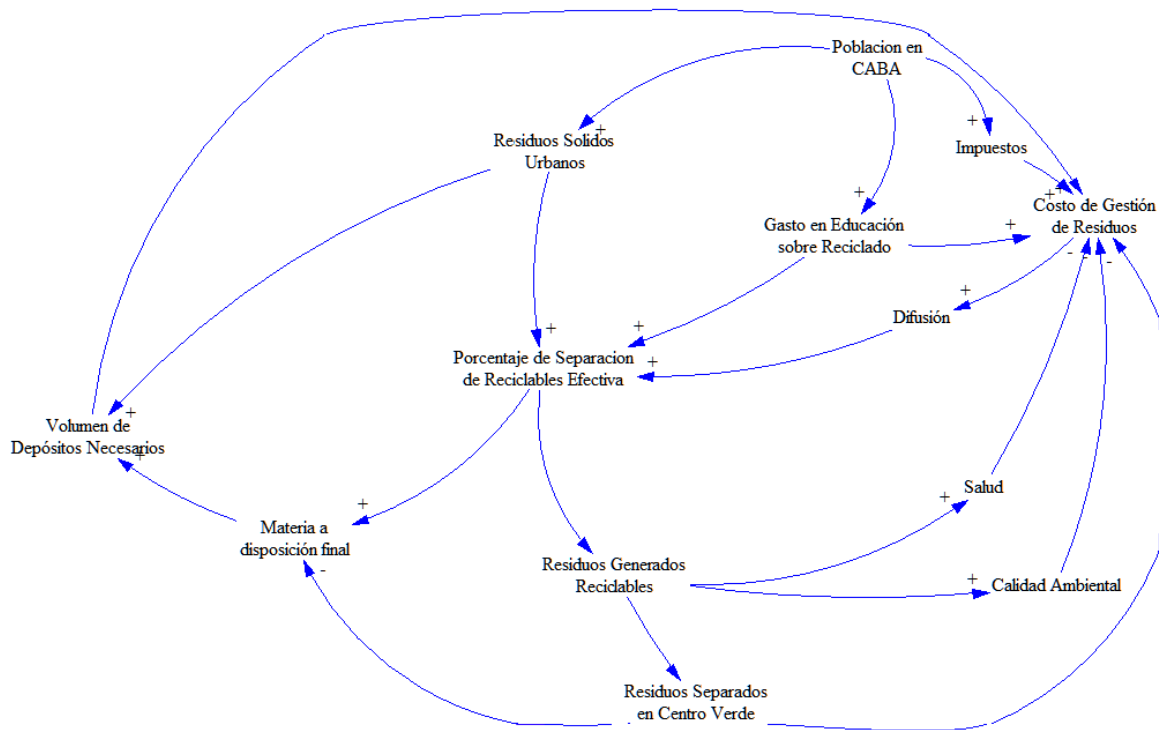 Poblacion en
CABA
+
+
Residuos Solidos
Urbanos
Impuestos
+
+ +
Costo de Gestión
de Residuos
Gasto en Educación
sobre Reciclado
+
- - -
+
Difusión
+
+
+
Porcentaje de Separacion
de Reciclables Efectiva
+
Volumen de
Depósitos Necesarios
+
+
Salud
+
+
Materia a
disposición final
-
Residuos Generados
Reciclables
+
Calidad Ambiental
Residuos Separados
en Centro Verde